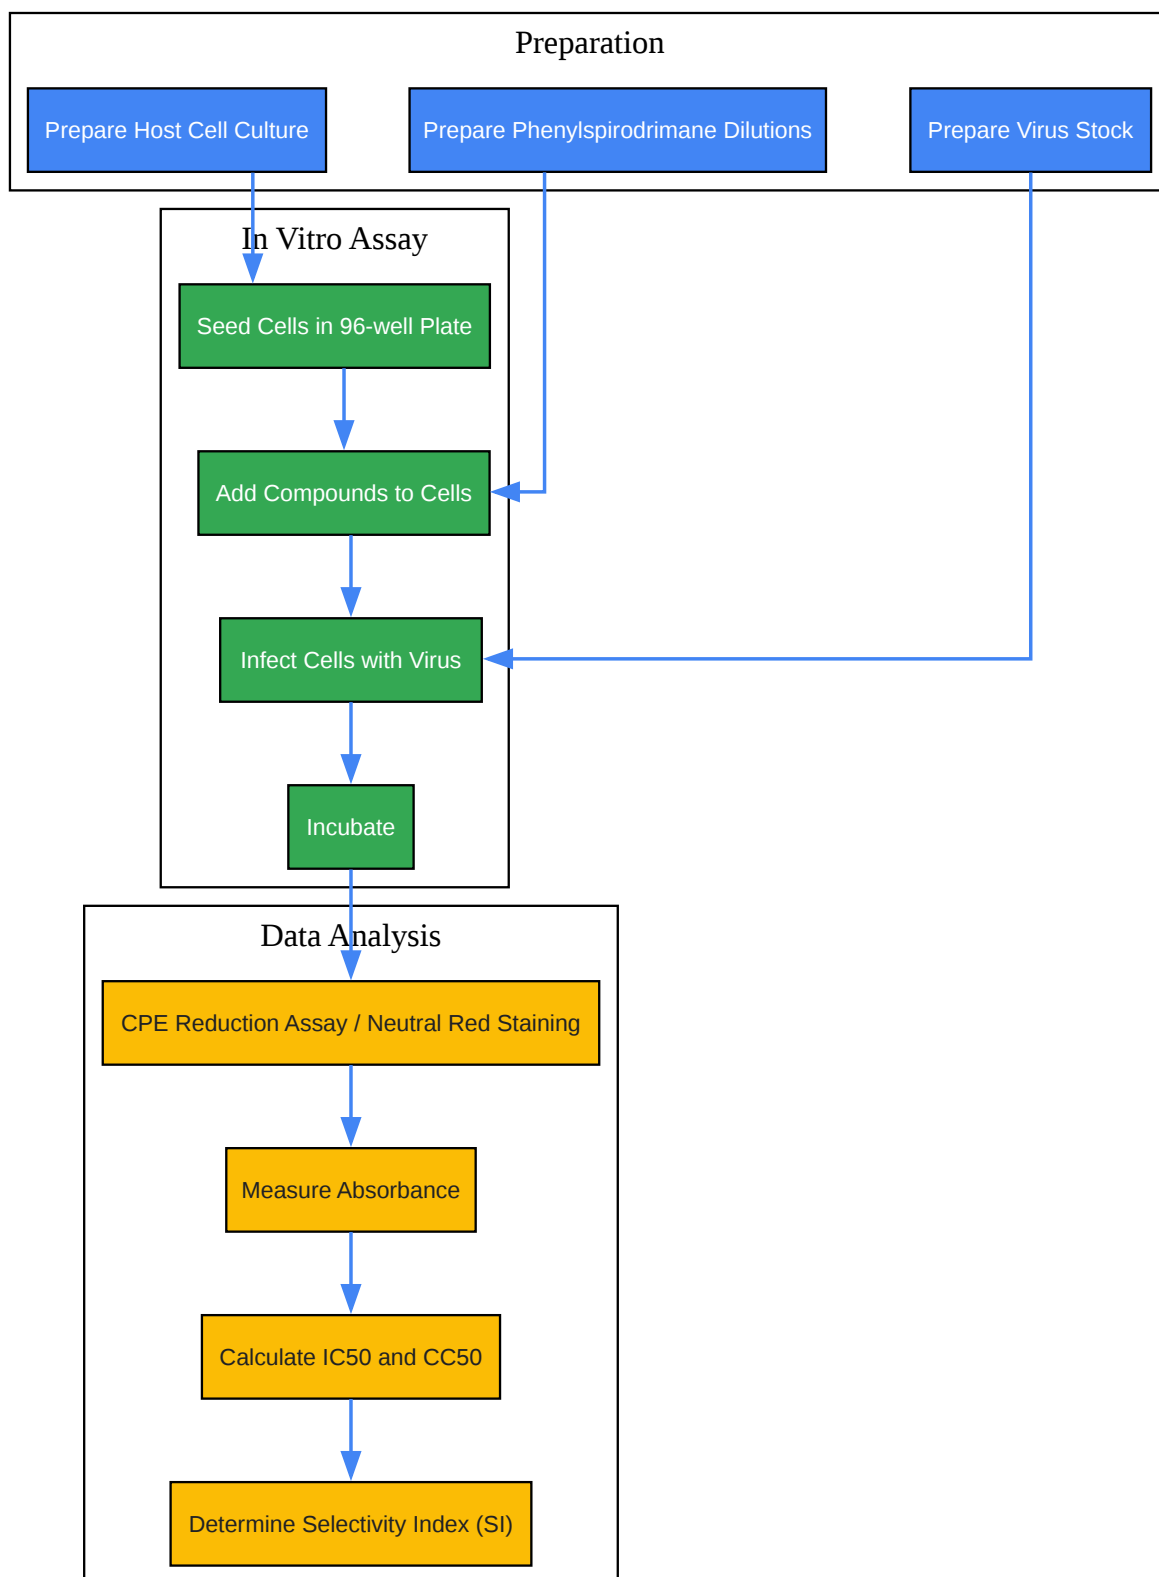 Preparation
Prepare Host Cell Culture
Prepare Phenylspirodrimane Dilutions
Prepare Virus Stock
In Vitro Assay
Seed Cells in 96-well Plate
Add Compounds to Cells
Infect Cells with Virus
Incubate
Data Analysis
CPE Reduction Assay / Neutral Red Staining
Measure Absorbance
Calculate IC50 and CC50
Determine Selectivity Index (SI)